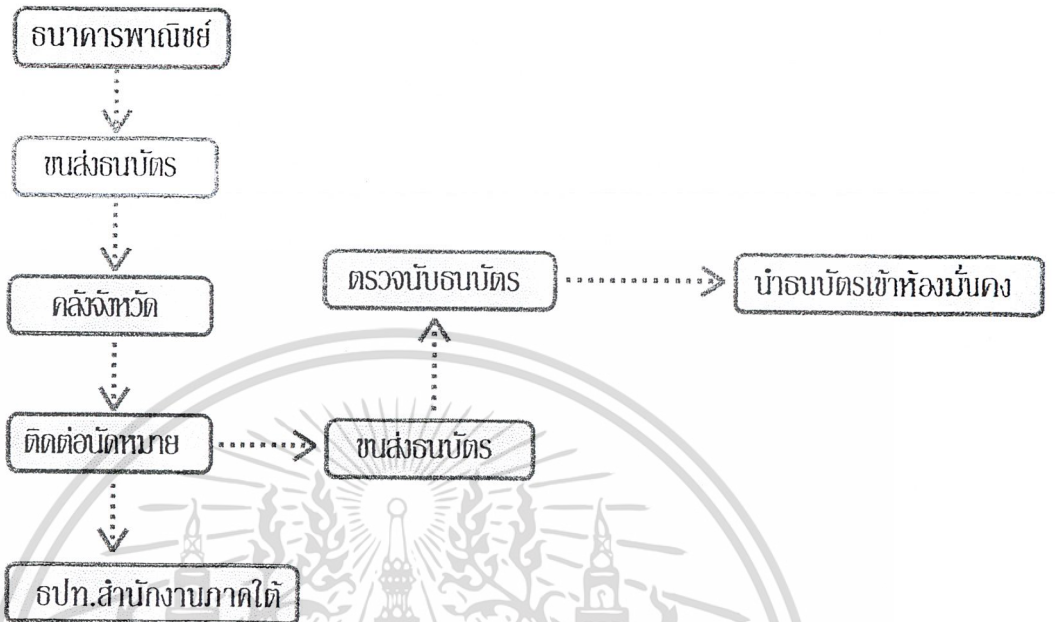 ธนาคารพาณิชย์
ขนส่งธนบัตร
คลังจังหวัด
ติดต่อนัดหมาย
ธปท.สำนักงานภาคใต้
ขนส่งธนบัตร
ตรวจนับธนบัตร
นำธนบัตรเข้าห้องมั่นคง